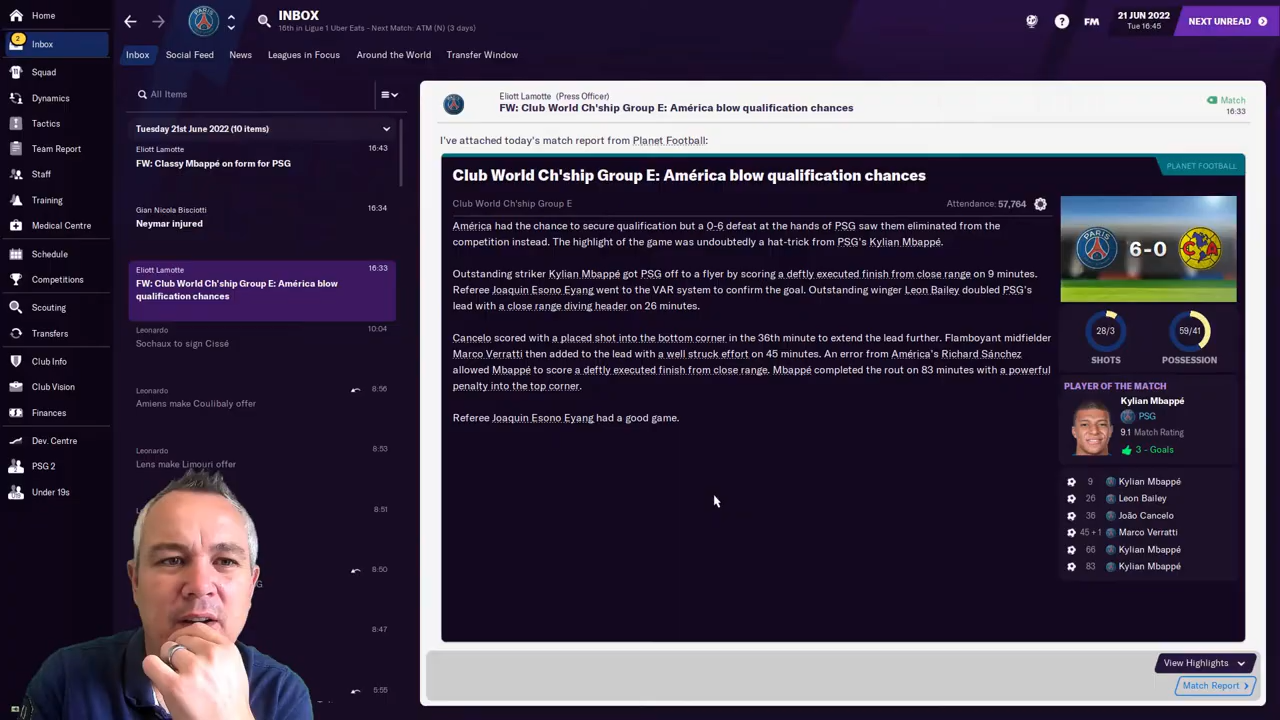 Home
2
Inbox
Squad
Dynamics
Tactics
Team Report
Staff
Training
Medical Centre
Schedule
Competitions
Scouting
Transfers
Club Info
Club Vision
Finances
Dev. Centre
PSG 2
Under 19s
INBOX
16th in Ligue 1 Uber Eats - Next Match: ATM (N) (3 days)
FM
21 JUN 2022
Tue 16:45
NEXT UNREAD
Inbox
Social Feed
News
Leagues in Focus
Around the World
Transfer Window
All Items
Tuesday 21st June 2022 (10 items)
Eliott Lamotte 16:43
FW: Classy Mbappé on form for PSG
Gian Nicola Bisciotti 16:34
Neymar injured
Eliott Lamotte 16:33
FW: Club World Ch'ship Group E: América blow
qualification chances
Leonardo 10:04
Sochaux to sign Cissé
Leonardo 8:56
Amiens make Coulibaly offer
Leonardo 8:53
Lens make Limouri offer
8:51
8:50
8:47
5:55
Eliott Lamotte (Press Officer)
FW: Club World Ch'ship Group E: América blow qualification chances
Match
16:33
I've attached today's match report from Planet Football:
PLANET FOOTBALL
Club World Ch'ship Group E: América blow qualification chances
Club World Ch'ship Group E
Attendance: 57,764
América had the chance to secure qualification but a 0-6 defeat at the hands of PSG saw them eliminated from the
competition instead. The highlight of the game was undoubtedly a hat-trick from PSG's Kylian Mbappé.
Outstanding striker Kylian Mbappé got PSG off to a flyer by scoring a deftly executed finish from close range on 9 minutes.
Referee Joaquin Esono Eyang went to the VAR system to confirm the goal. Outstanding winger Leon Bailey doubled PSG's
lead with a close range diving header on 26 minutes.
Cancelo scored with a placed shot into the bottom corner in the 36th minute to extend the lead further. Flamboyant midfielder
Marco Verratti then added to the lead with a well struck effort on 45 minutes. An error from América's Richard Sánchez
allowed Mbappé to score a deftly executed finish from close range. Mbappé completed the rout on 83 minutes with a powerful
penalty into the top corner.
Referee Joaquin Esono Eyang had a good game.
PARIS
6-0
28/3
SHOTS
59/41
POSSESSION
PLAYER OF THE MATCH
Kylian Mbappé
PSG
9.1 Match Rating
3 - Goals
9 Kylian Mbappé
26 Leon Bailey
36 João Cancelo
45 + 1 Marco Verratti
66 Kylian Mbappé
83 Kylian Mbappé
View Highlights
Match Report